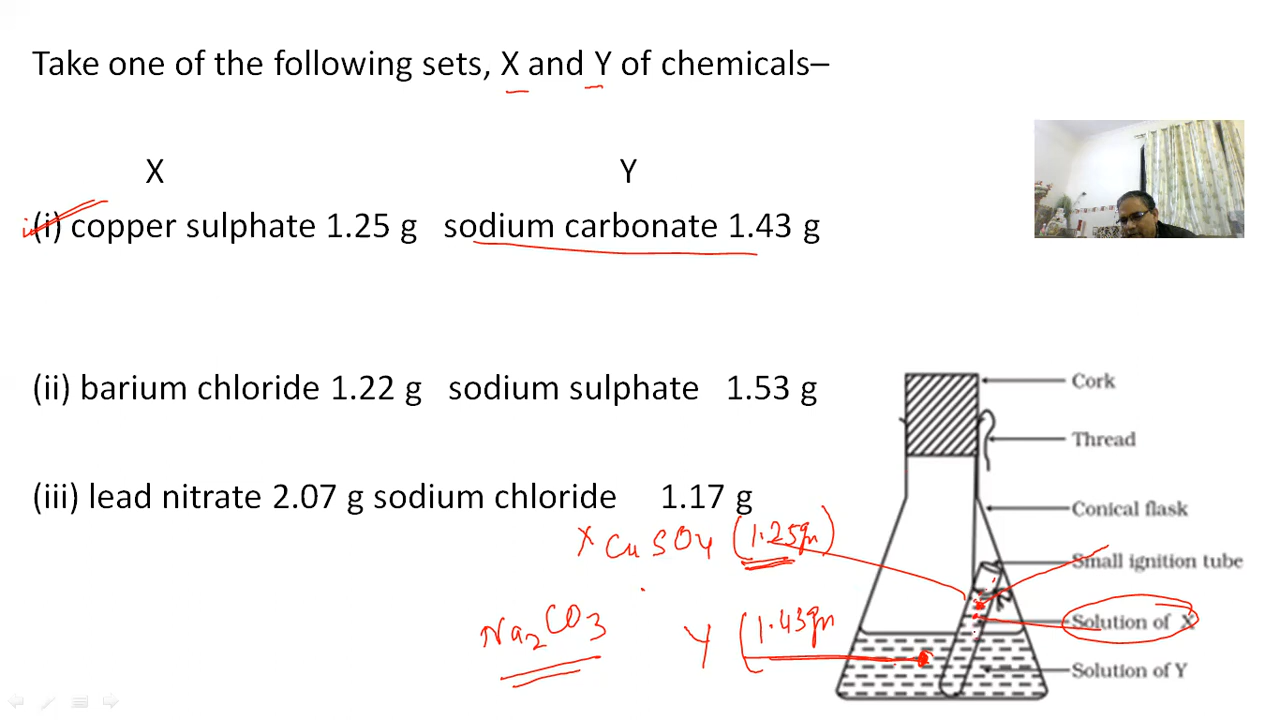 Take one of the following sets, X and Y of chemicals–
X Y
(i) copper sulphate 1.25 g sodium carbonate 1.43 g
(ii) barium chloride 1.22 g sodium sulphate 1.53 g
(iii) lead nitrate 2.07 g sodium chloride 1.17 g
X CuSO4 (1.25gm)
Na2CO3 Y (1.43gm
Cork
Thread
Conical flask
Small ignition tube
Solution of X
Solution of Y